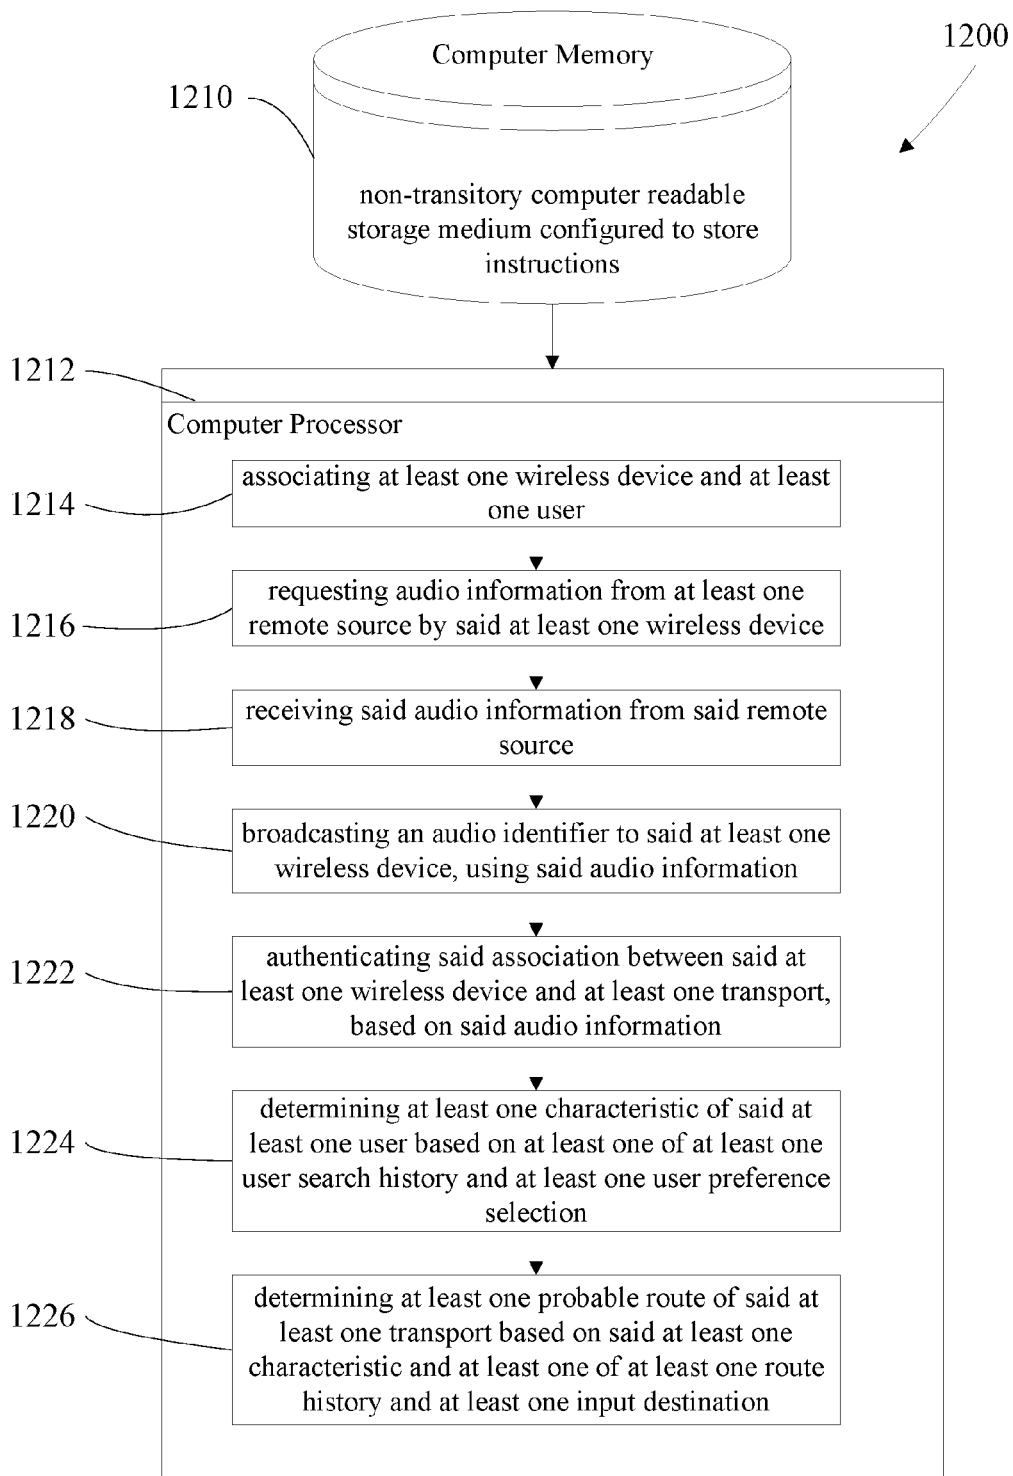 Computer Memory
1200
1210
non-transitory computer readable
storage medium configured to store
instructions
1212
Computer Processor
1214
associating at least one wireless device and at least
one user
1216
requesting audio information from at least one
remote source by said at least one wireless device
1218
receiving said audio information from said remote
source
1220
broadcasting an audio identifier to said at least one
wireless device, using said audio information
1222
authenticating said association between said at
least one wireless device and at least one transport,
based on said audio information
1224
determining at least one characteristic of said at
least one user based on at least one of at least one
user search history and at least one user preference
selection
1226
determining at least one probable route of said at
least one transport based on said at least one
characteristic and at least one of at least one route
history and at least one input destination